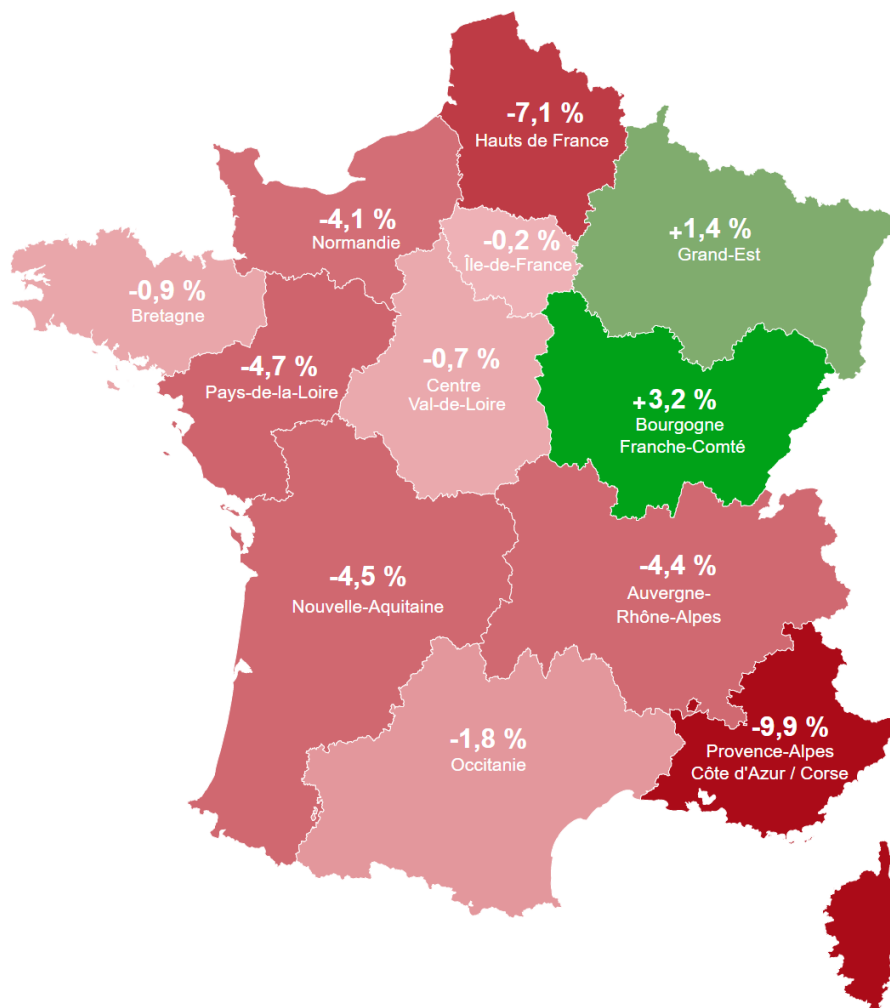 -7,1 %
Hauts de France
-4,1 %
Normandie
-0,2 %
Île-de-France
+1,4 %
Grand-Est
-0,9 %
Bretagne
-4,7 %
Pays-de-la-Loire
-0,7 %
Centre
Val-de-Loire
+3,2 %
Bourgogne
Franche-Comté
-4,5 %
Nouvelle-Aquitaine
-4,4 %
Auvergne-
Rhône-Alpes
-1,8 %
Occitanie
-9,9 %
Provence-Alpes
Côte d'Azur / Corse